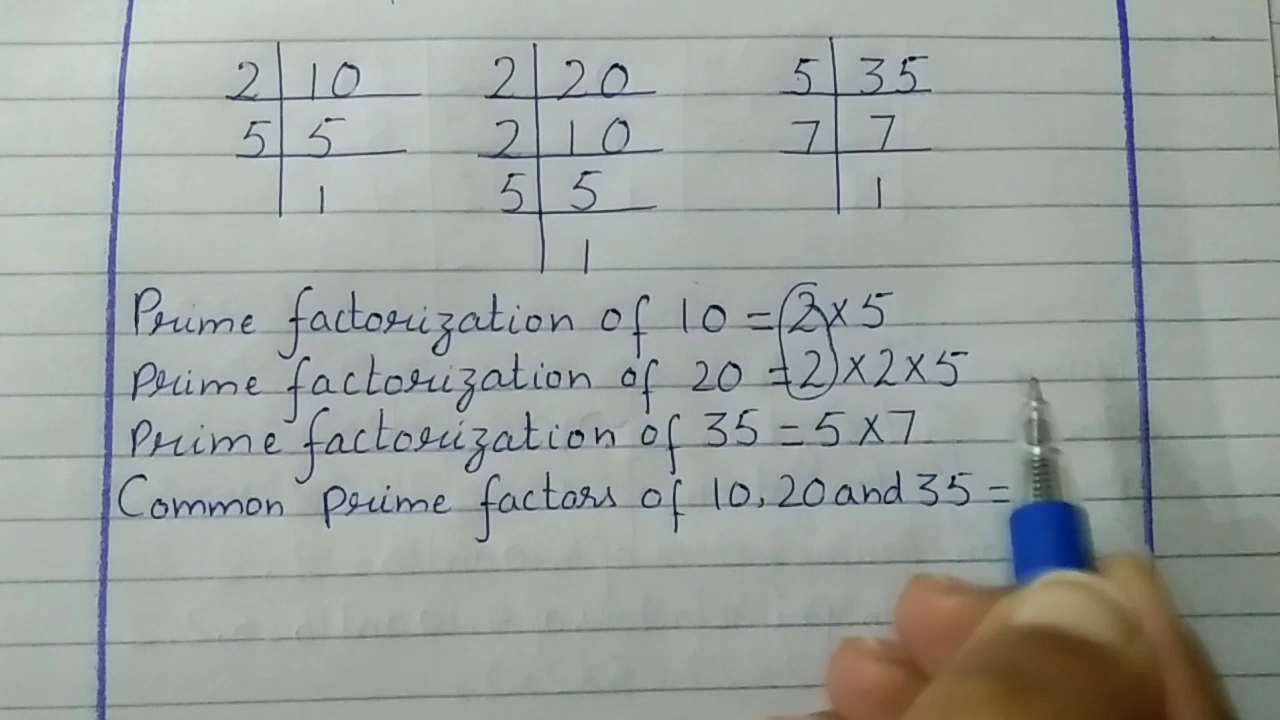 2 | 10   2 | 20   5 | 35
5 | 5   2 | 10   7 | 7
| 1   5 | 5   | 1
| 1
Prime factorization of 10 = 2 × 5
Prime factorization of 20 = 2 × 2 × 5
Prime factorization of 35 = 5 × 7
Common prime factors of 10, 20 and 35 =